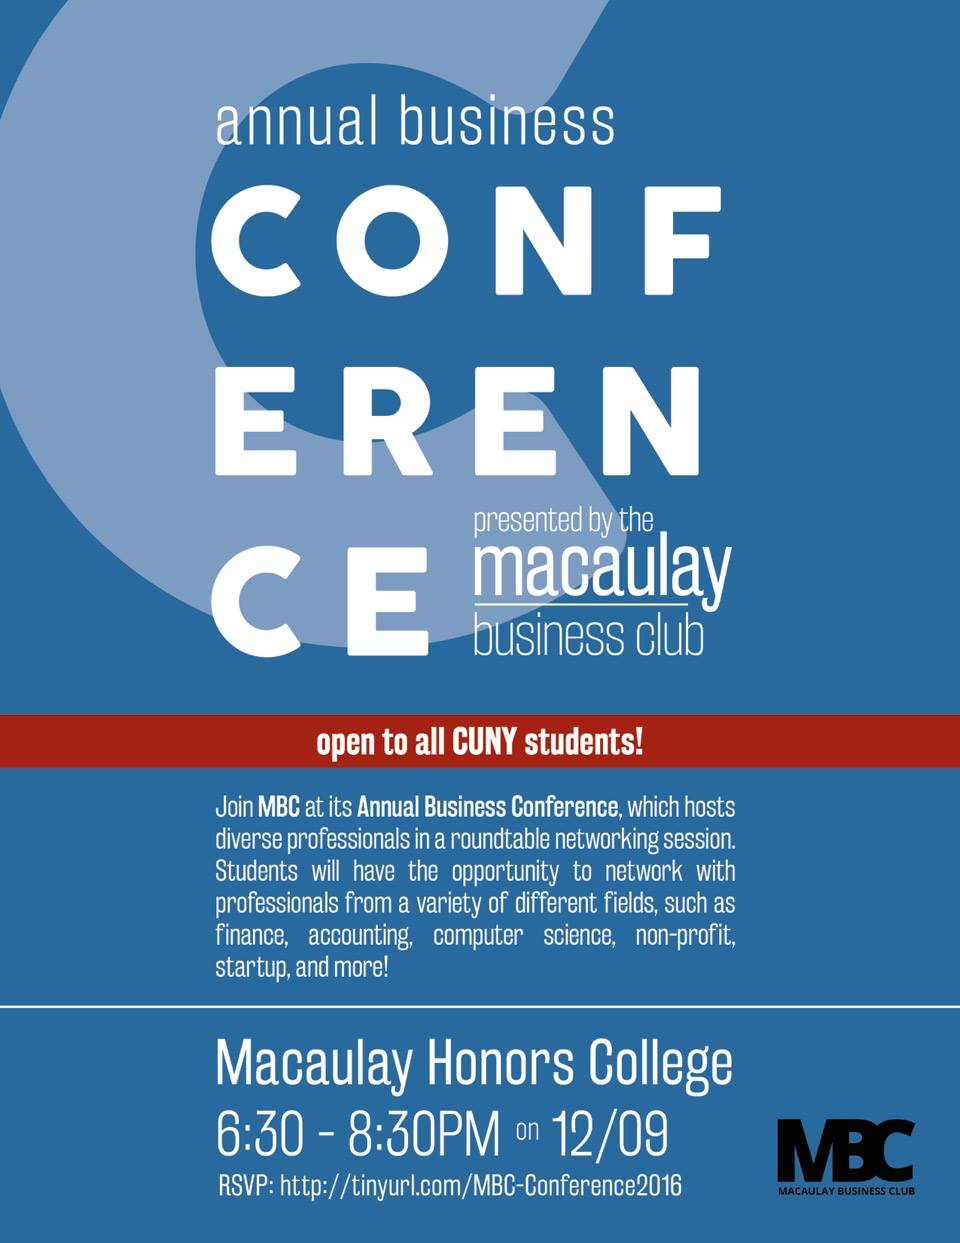 annual business
CONF
EREN
CE
presented by the
macaulay
business club
open to all CUNY students!
Join MBC at its Annual Business Conference, which hosts
diverse professionals in a roundtable networking session.
Students will have the opportunity to network with
professionals from a variety of different fields, such as
finance, accounting, computer science, non-profit,
startup, and more!
Macaulay Honors College
6:30 - 8:30PM on 12/09
RSVP: http://tinyurl.com/MBC-Conference2016
MBC
MACAULAY BUSINESS CLUB